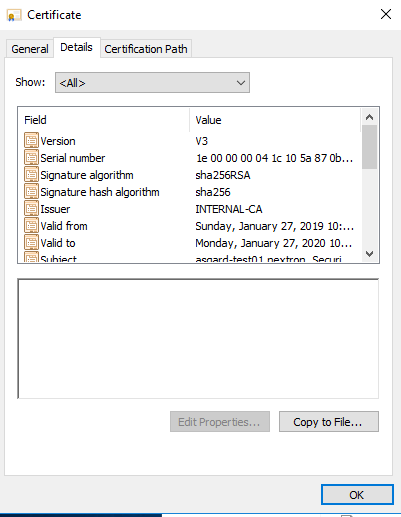 Certificate
General Details Certification Path
Show: <All>
Field Value
Version V3
Serial number 1e 00 00 00 04 1c 10 5a 87 0b...
Signature algorithm sha256RSA
Signature hash algorithm sha256
Issuer INTERNAL-CA
Valid from Sunday, January 27, 2019 10:...
Valid to Monday, January 27, 2020 10:...
Subject asgard-test01.nextron, Securi...
Edit Properties... Copy to File...
OK